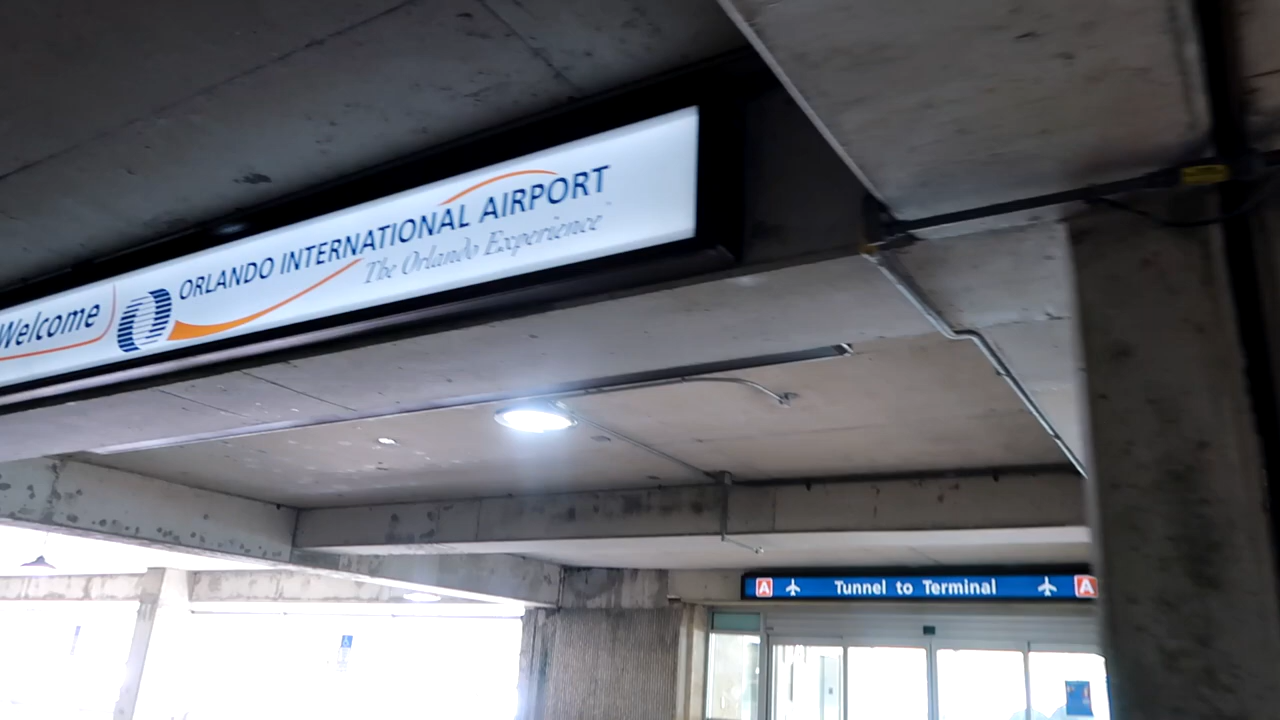 Welcome
ORLANDO INTERNATIONAL AIRPORT
The Orlando Experience
A Tunnel to Terminal A